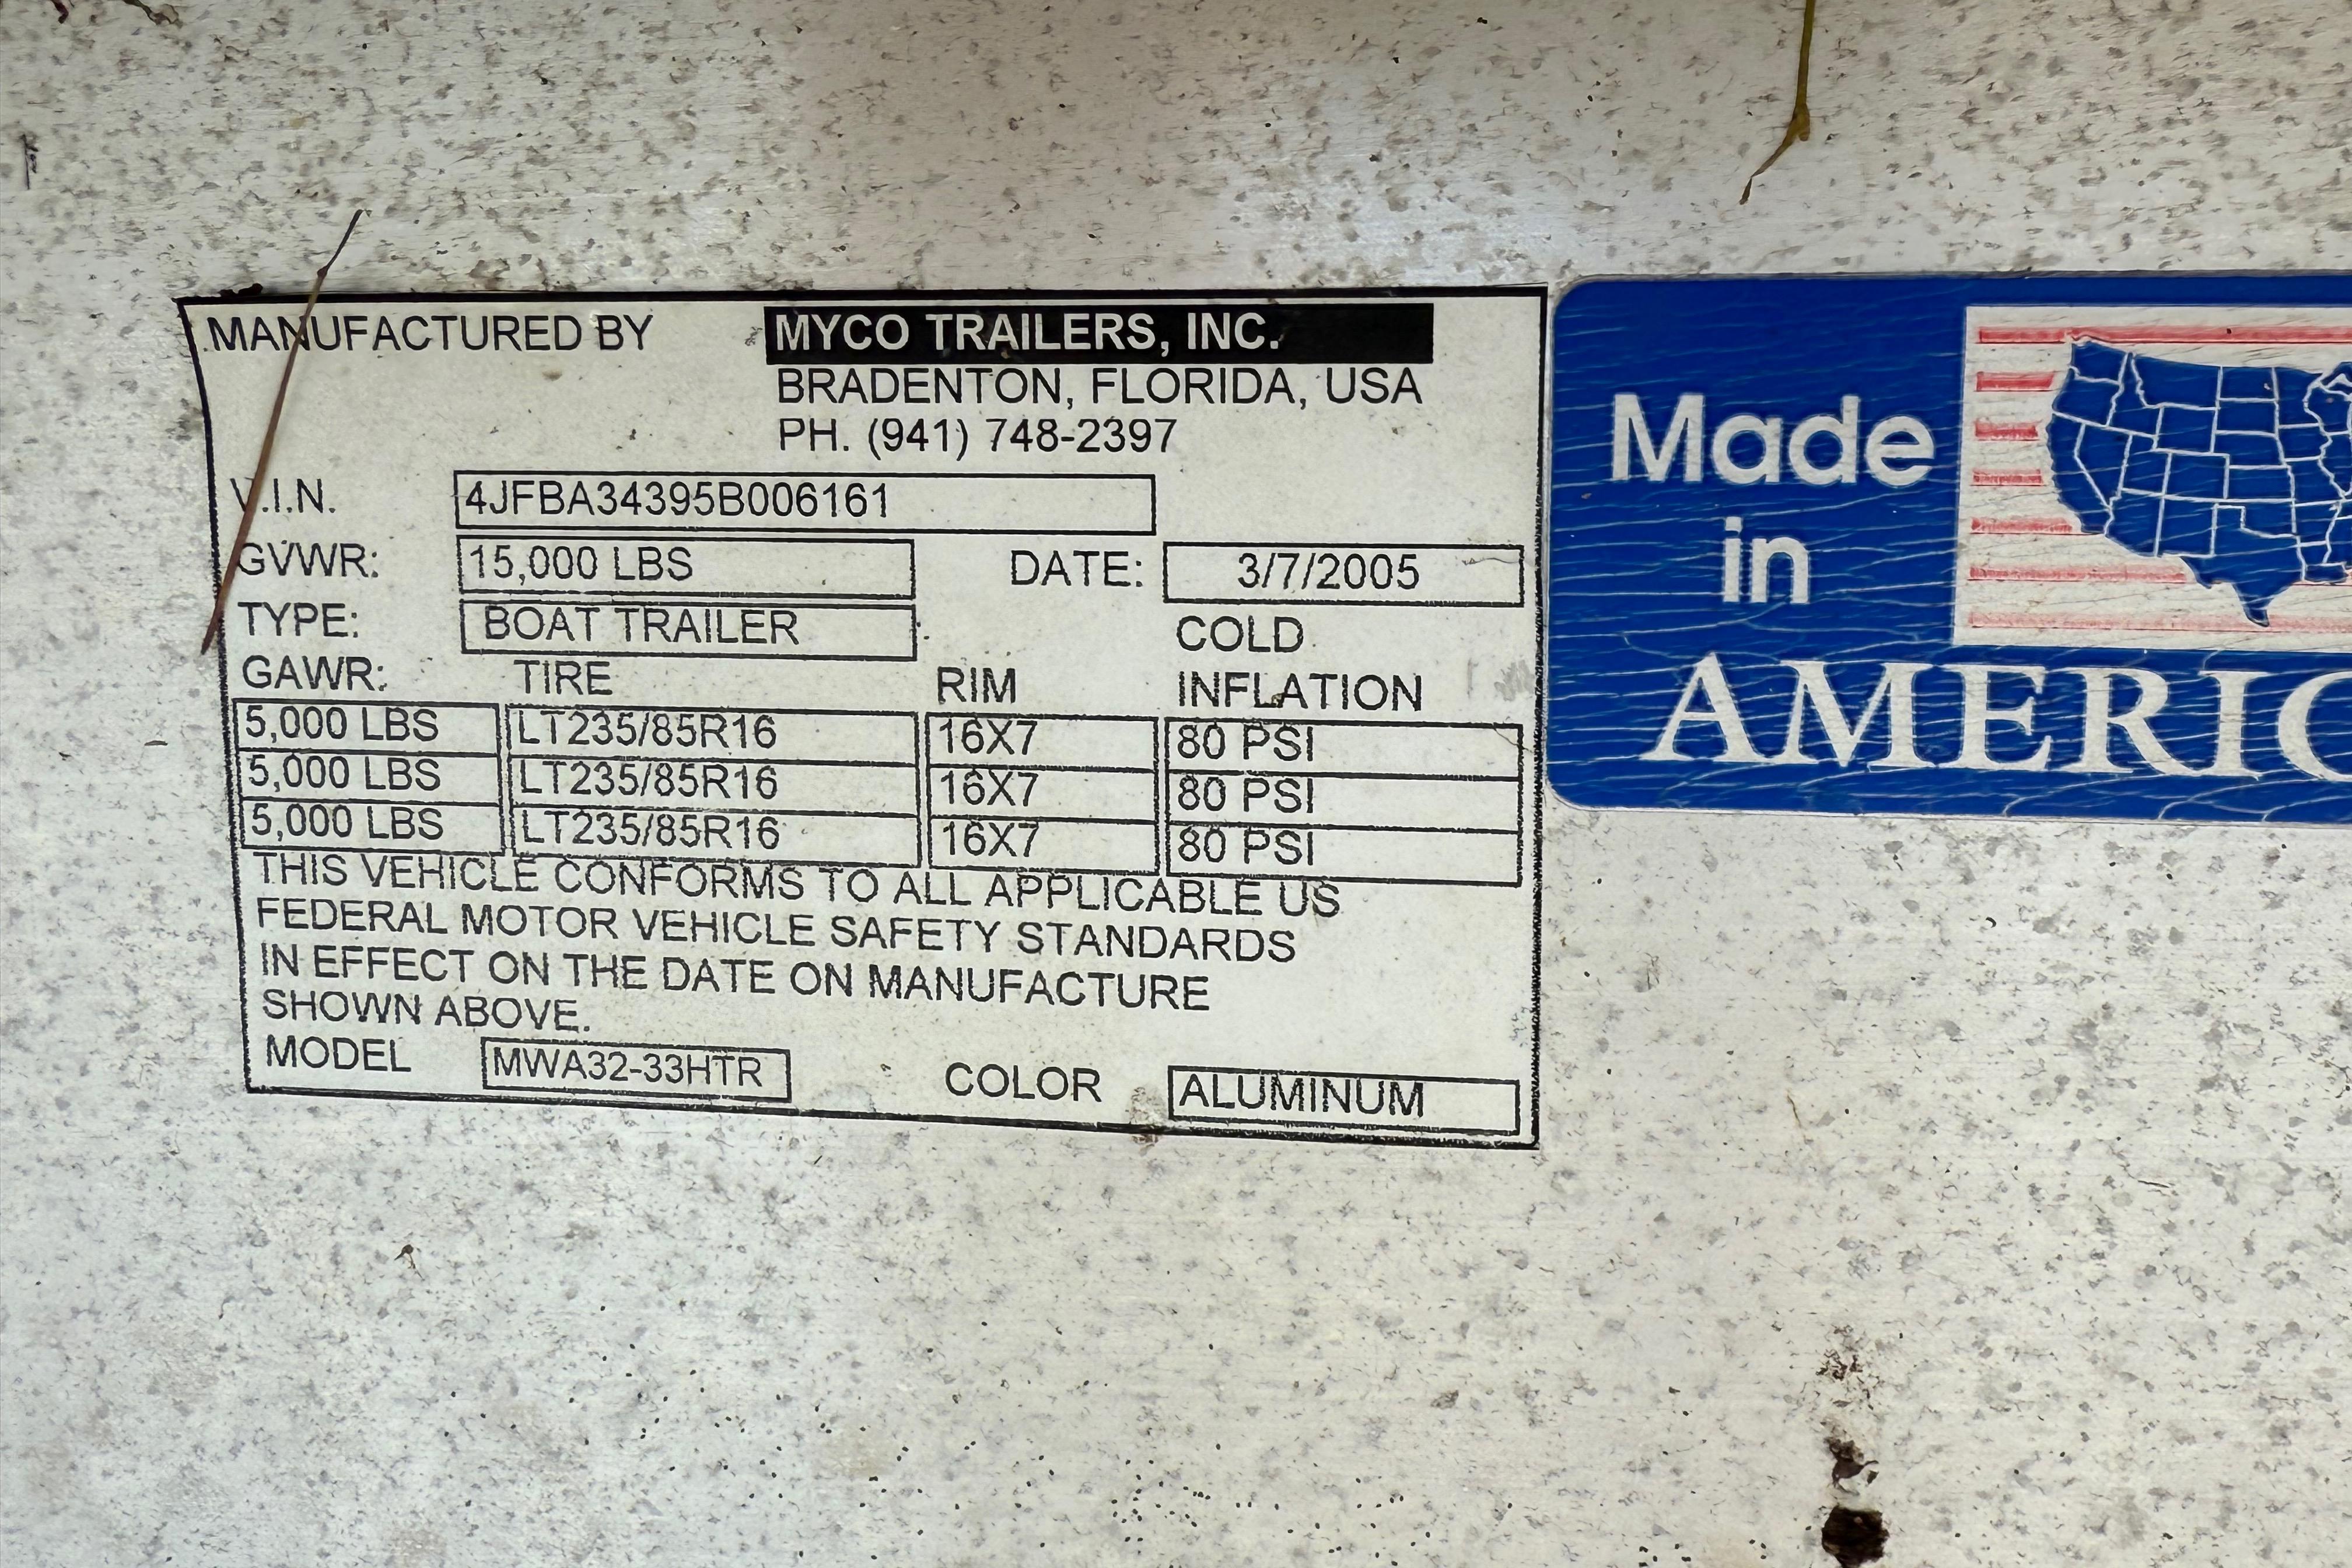 MANUFACTURED BY MYCO TRAILERS, INC.
BRADENTON, FLORIDA, USA
PH. (941) 748-2397
V.I.N. 4JFBA34395B006161
GVWR: 15,000 LBS DATE: 3/7/2005
TYPE: BOAT TRAILER COLD
GAWR: TIRE RIM INFLATION
5,000 LBS LT235/85R16 16X7 80 PSI
5,000 LBS LT235/85R16 16X7 80 PSI
5,000 LBS LT235/85R16 16X7 80 PSI
THIS VEHICLE CONFORMS TO ALL APPLICABLE US
FEDERAL MOTOR VEHICLE SAFETY STANDARDS
IN EFFECT ON THE DATE ON MANUFACTURE
SHOWN ABOVE.
MODEL MWA32-33HTR COLOR ALUMINUM
Made
in
AMERIC